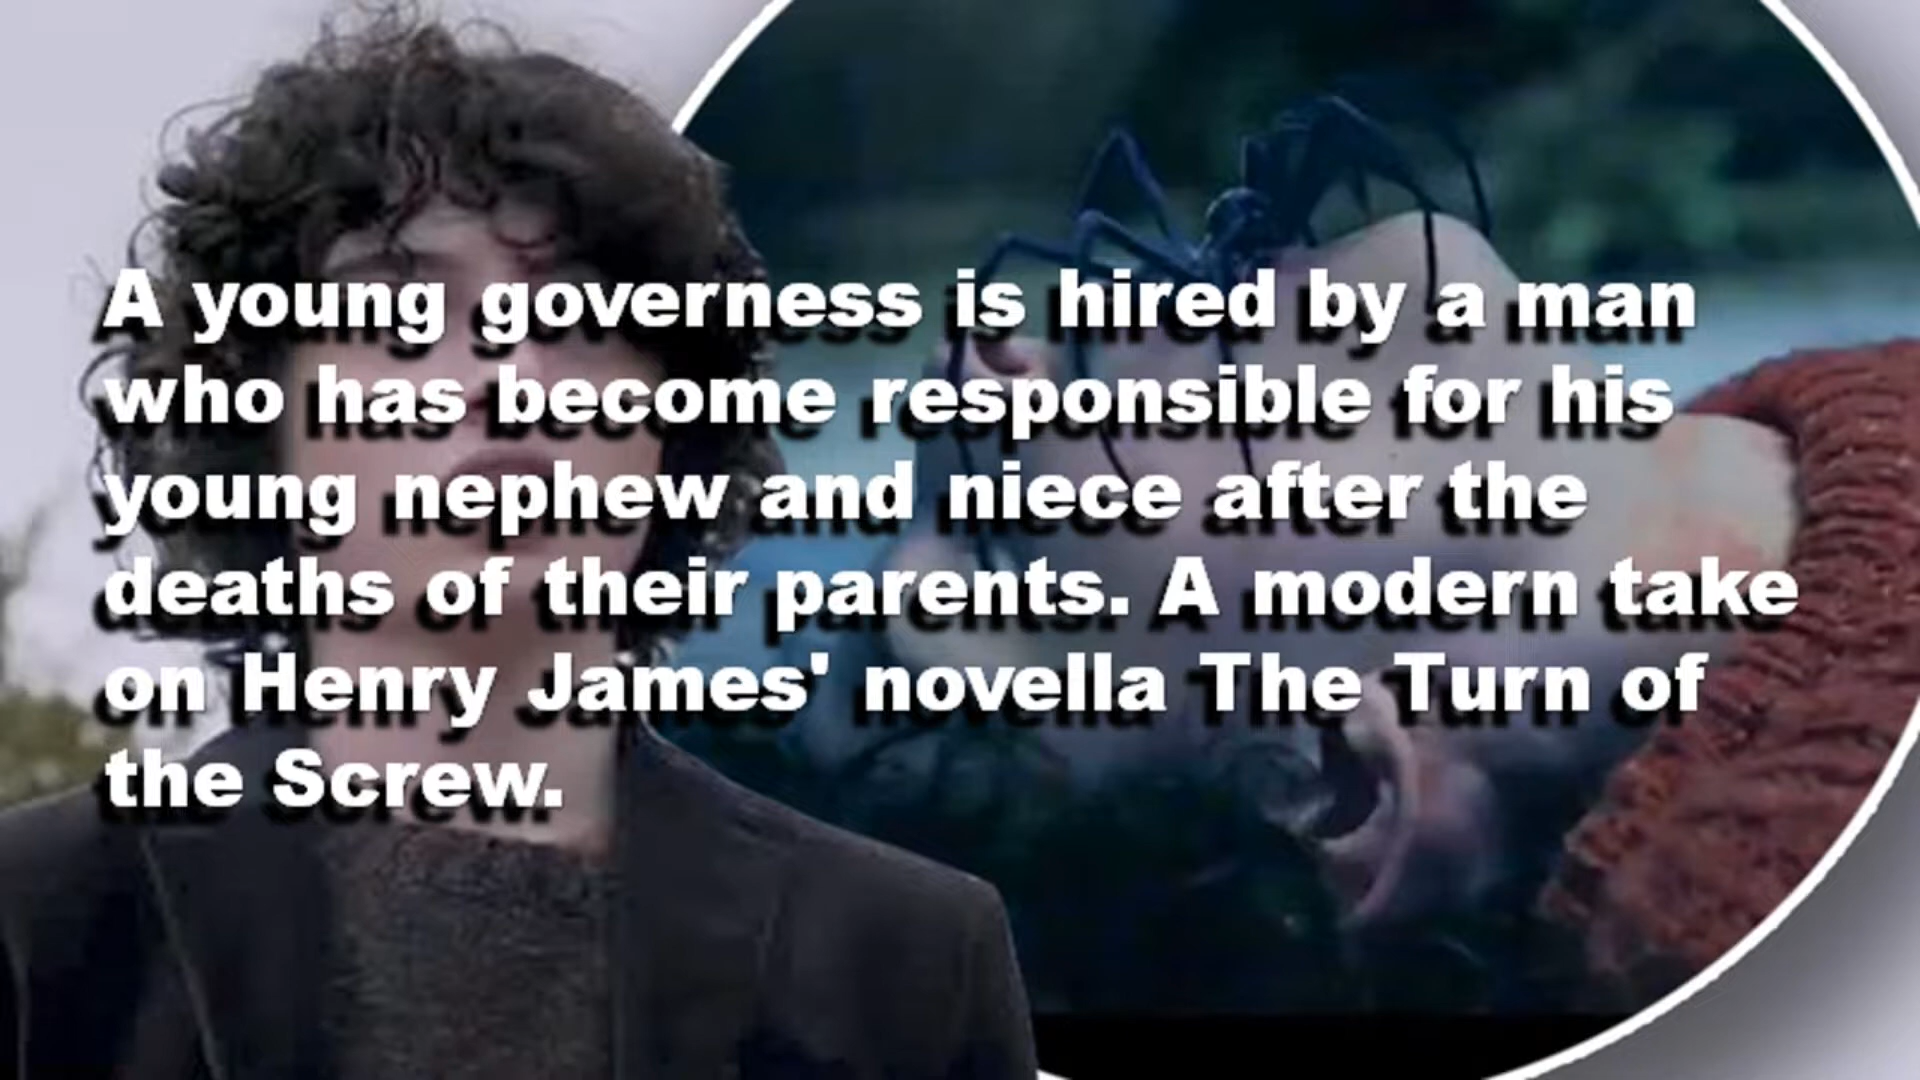 A young governess is hired by a man
who has become responsible for his
young nephew and niece after the
deaths of their parents. A modern take
on Henry James' novella The Turn of
the Screw.